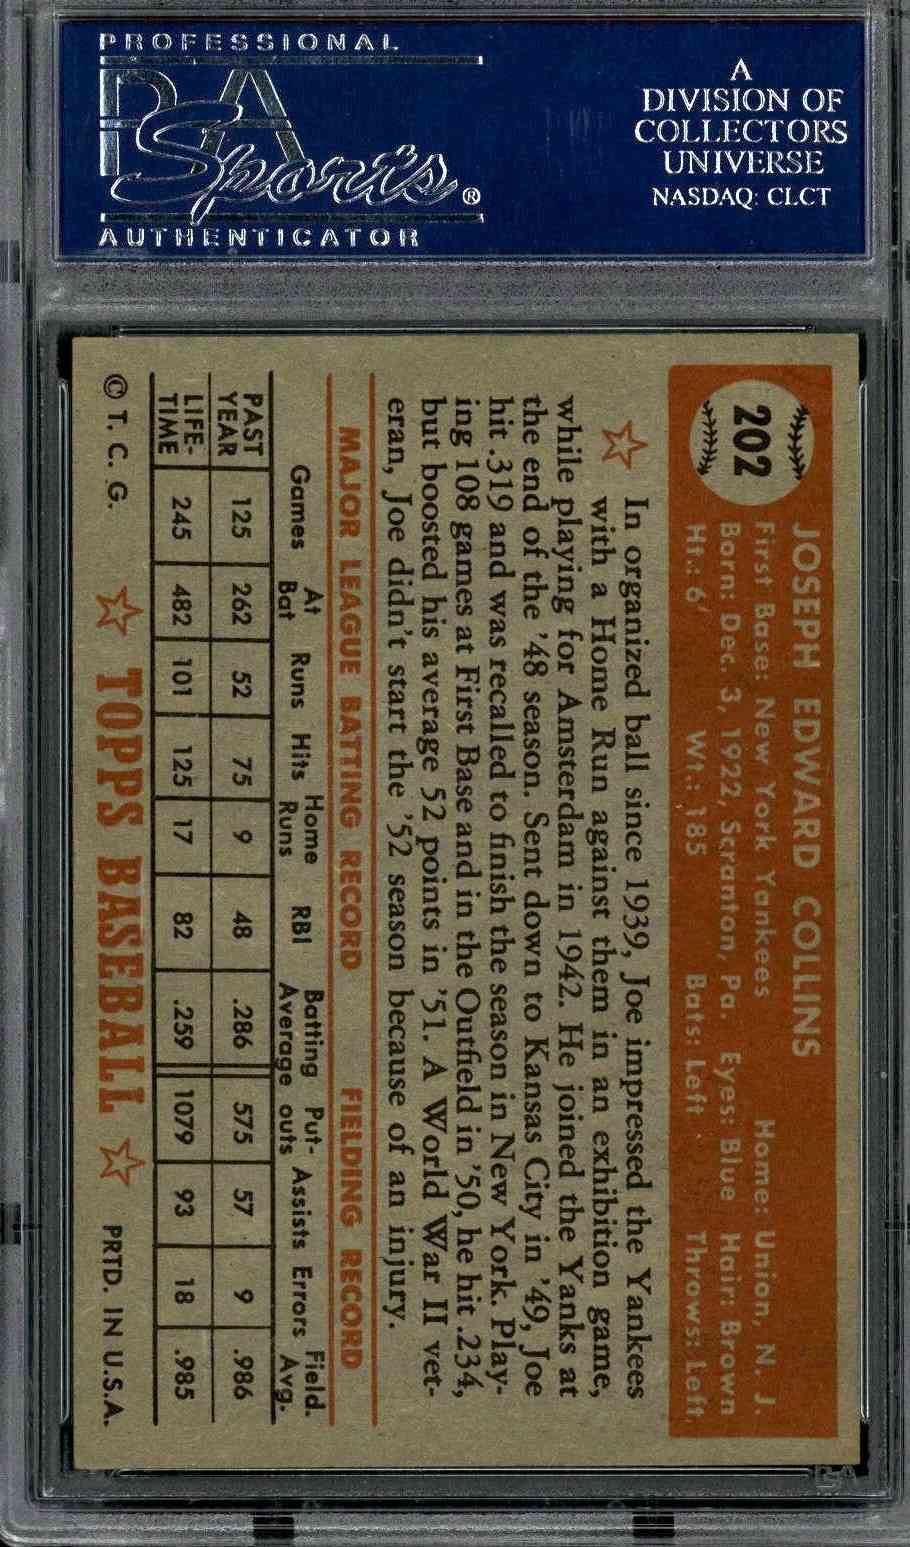 PROFESSIONAL
PSA
Sports®
AUTHENTICATOR
A
DIVISION OF
COLLECTORS
UNIVERSE
NASDAQ: CLCT
202
JOSEPH EDWARD COLLINS
First Base: New York Yankees Home: Union, N. J.
Born: Dec. 3, 1922, Scranton, Pa. Eyes: Blue Hair: Brown
Ht.: 6' Wt.: 185 Bats: Left Throws: Left
In organized ball since 1939, Joe impressed the Yankees
with a Home Run against them in an exhibition game,
while playing for Amsterdam in 1942. He joined the Yanks at
the end of the '48 season. Sent down to Kansas City in '49, Joe
hit .319 and was recalled to finish the season in New York. Play-
ing 108 games at First Base and in the Outfield in '50, he hit .234,
but boosted his average 52 points in '51. A World War II vet-
eran, Joe didn't start the '52 season because of an injury.
MAJOR LEAGUE BATTING RECORD FIELDING RECORD
Games At Bat Runs Hits Home Runs RBI Batting Average Put-outs Assists Errors Field. Avg.
PAST YEAR 125 262 52 75 9 48 .286 575 57 9 .986
LIFE-TIME 245 482 101 125 17 82 .259 1079 93 18 .985
© T. C. G. TOPPS BASEBALL PRTD. IN U.S.A.
PSA